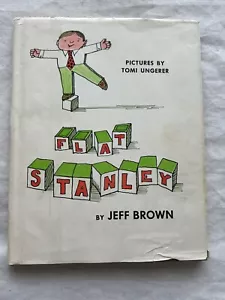 PICTURES BY
TOMI UNGERER
FLAT
STANLEY
BY JEFF BROWN